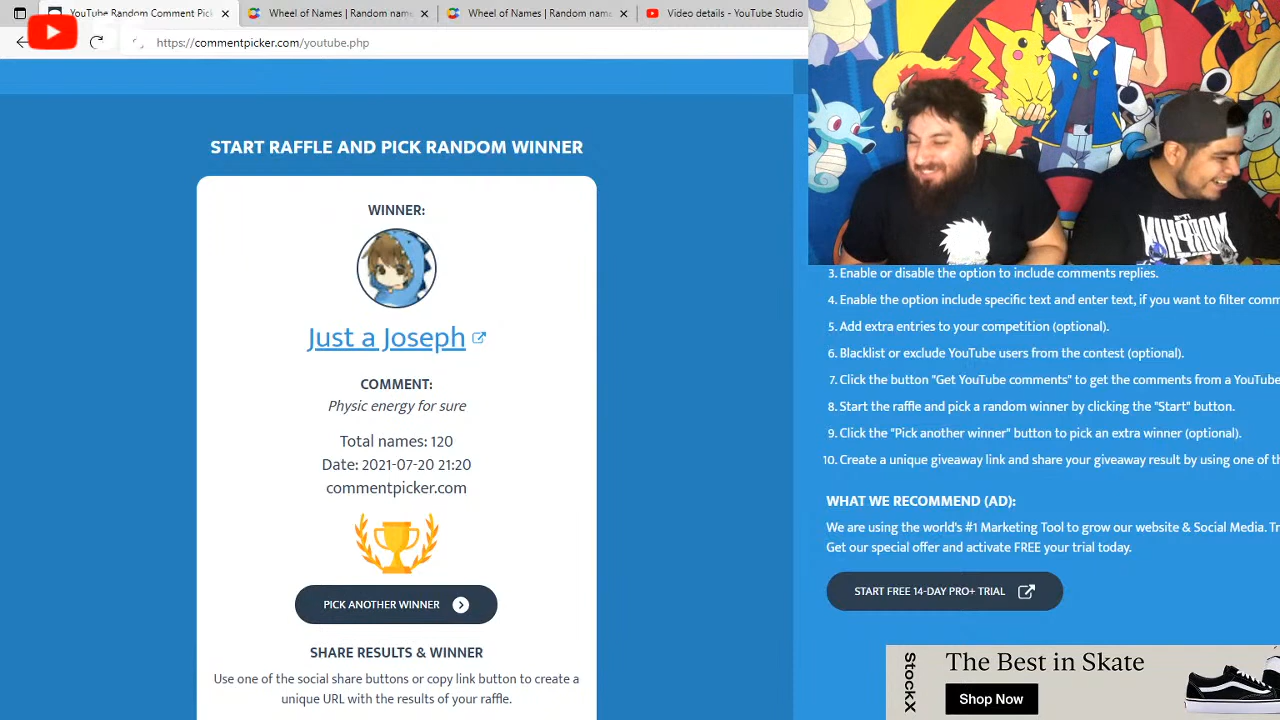 YouTube Random Comment Pick
Wheel of Names | Random name
Wheel of Names | Random name
Video details - YouTube Studio
https://commentpicker.com/youtube.php
START RAFFLE AND PICK RANDOM WINNER
WINNER:
Just a Joseph
COMMENT:
Physic energy for sure
Total names: 120
Date: 2021-07-20 21:20
commentpicker.com
PICK ANOTHER WINNER
SHARE RESULTS & WINNER
Use one of the social share buttons or copy link button to create a
unique URL with the results of your raffle.
3. Enable or disable the option to include comments replies.
4. Enable the option include specific text and enter text, if you want to filter comm
5. Add extra entries to your competition (optional).
6. Blacklist or exclude YouTube users from the contest (optional).
7. Click the button "Get YouTube comments" to get the comments from a YouTube
8. Start the raffle and pick a random winner by clicking the "Start" button.
9. Click the "Pick another winner" button to pick an extra winner (optional).
10. Create a unique giveaway link and share your giveaway result by using one of th
WHAT WE RECOMMEND (AD):
We are using the world's #1 Marketing Tool to grow our website & Social Media. Tr
Get our special offer and activate FREE your trial today.
START FREE 14-DAY PRO+ TRIAL
StockX
The Best in Skate
Shop Now